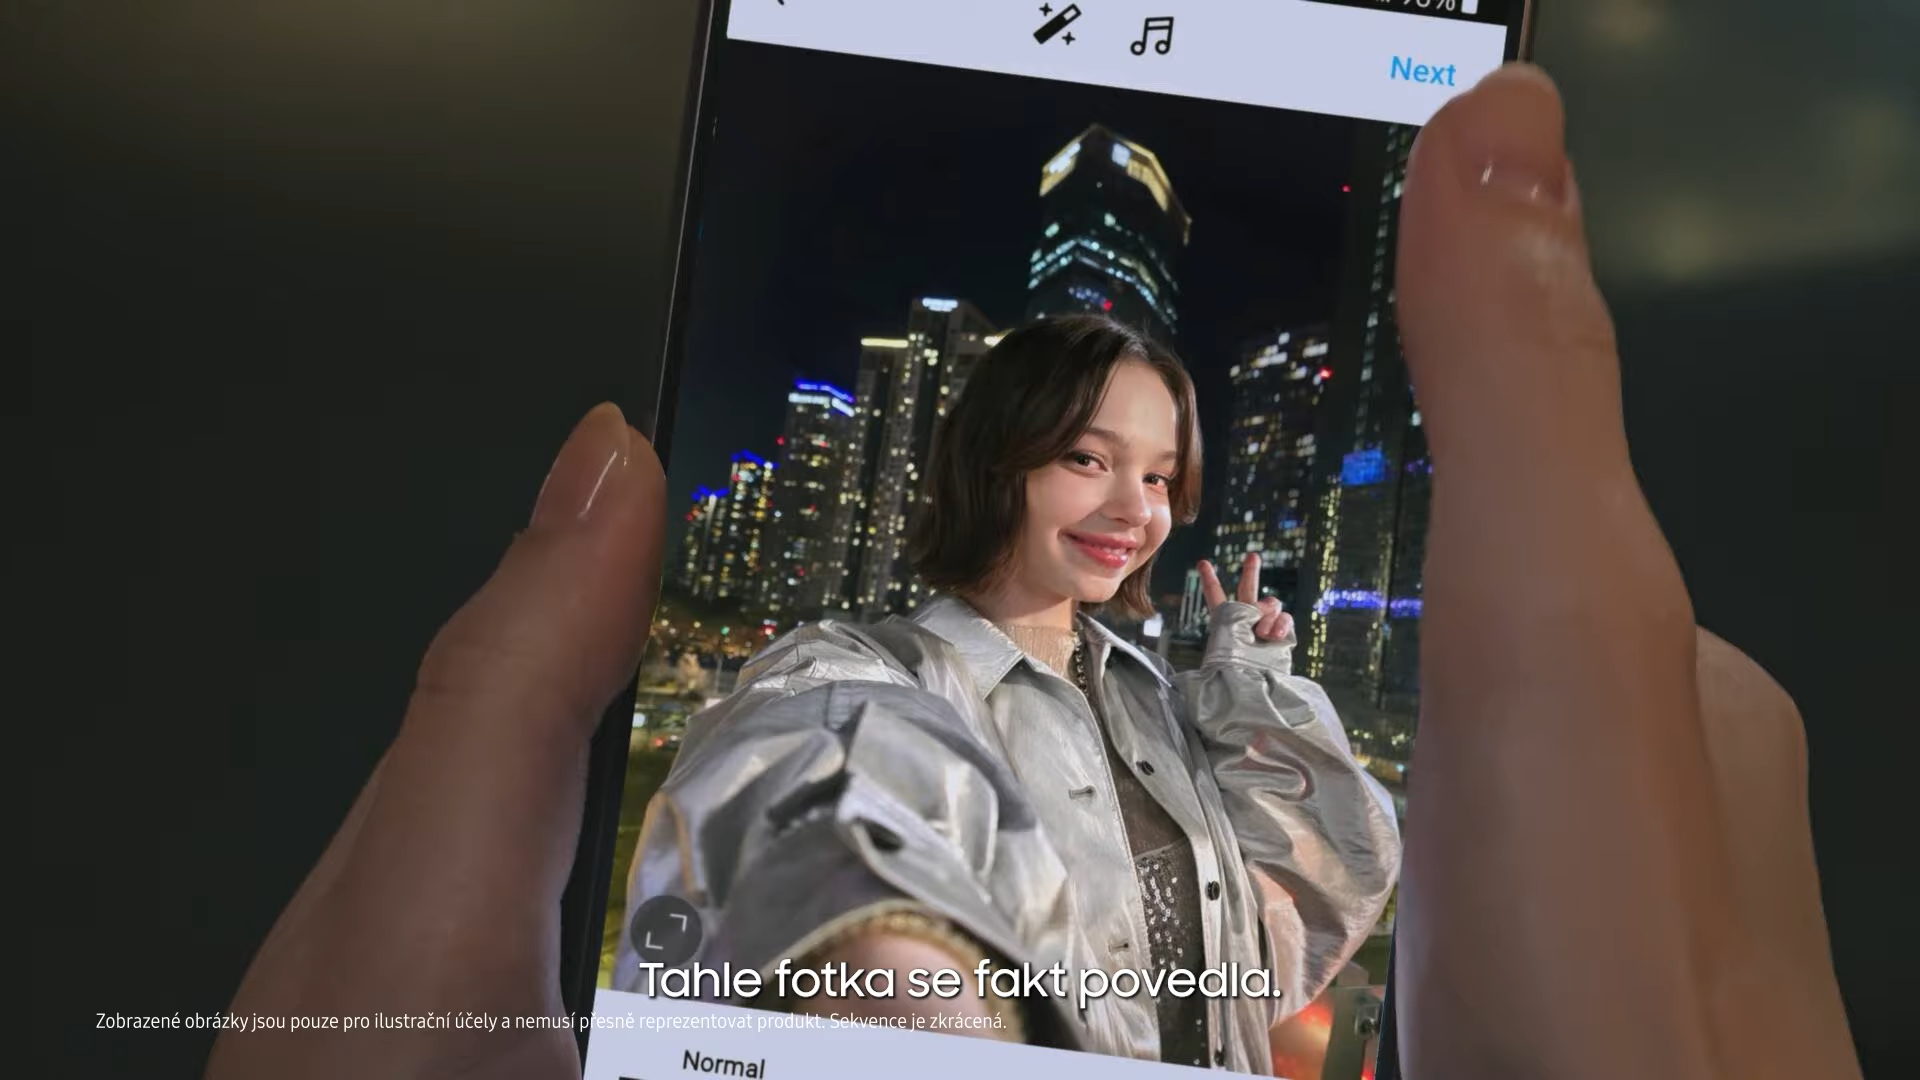 Next
Tahle fotka se fakt povedla.
Zobrazené obrázky jsou pouze pro ilustrační účely a nemusí přesně reprezentovat produkt. Sekvence je zkrácená.
Normal